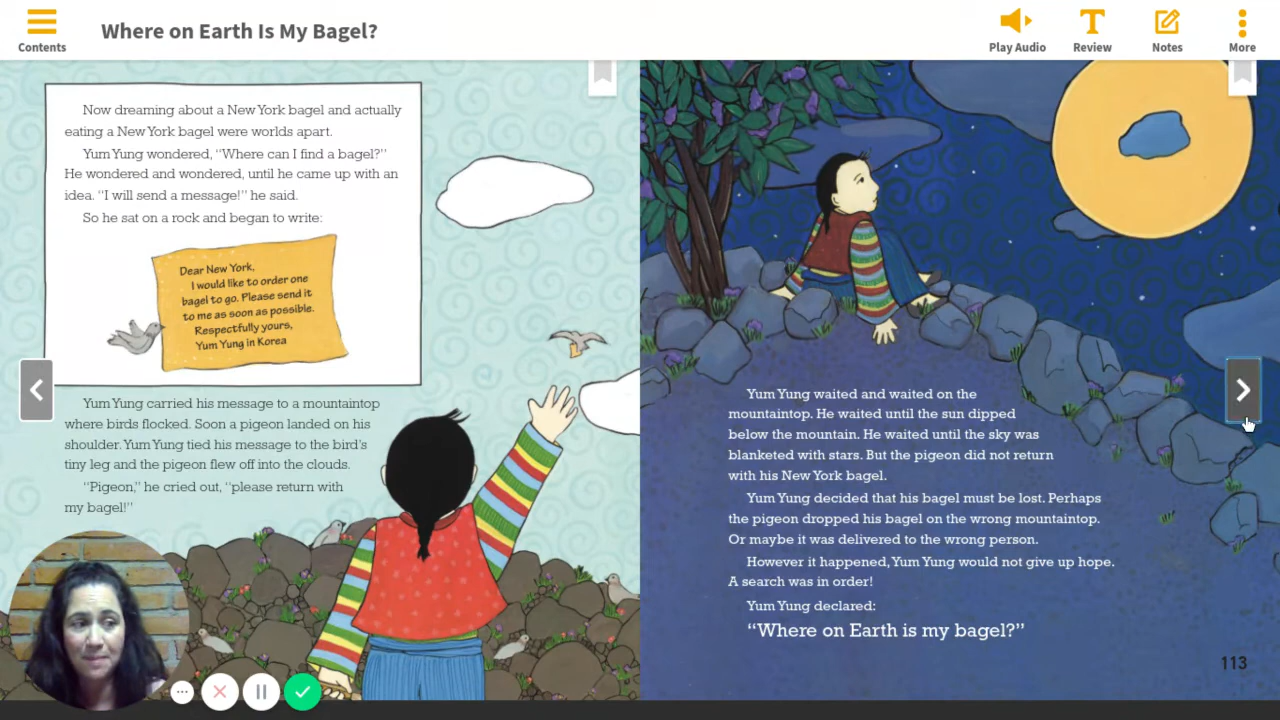 Contents
Where on Earth Is My Bagel?
Play Audio
Review
Notes
More
Now dreaming about a New York bagel and actually
eating a New York bagel were worlds apart.
Yum Yung wondered, “Where can I find a bagel?”
He wondered and wondered, until he came up with an
idea. “I will send a message!” he said.
So he sat on a rock and began to write:
Dear New York,
I would like to order one
bagel to go. Please send it
to me as soon as possible.
Respectfully yours,
Yum Yung in Korea
Yum Yung carried his message to a mountaintop
where birds flocked. Soon a pigeon landed on his
shoulder. Yum Yung tied his message to the bird’s
tiny leg and the pigeon flew off into the clouds.
“Pigeon,” he cried out, “please return with
my bagel!”
Yum Yung waited and waited on the
mountaintop. He waited until the sun dipped
below the mountain. He waited until the sky was
blanketed with stars. But the pigeon did not return
with his New York bagel.
Yum Yung decided that his bagel must be lost. Perhaps
the pigeon dropped his bagel on the wrong mountaintop.
Or maybe it was delivered to the wrong person.
However it happened, Yum Yung would not give up hope.
A search was in order!
Yum Yung declared:
“Where on Earth is my bagel?”
113